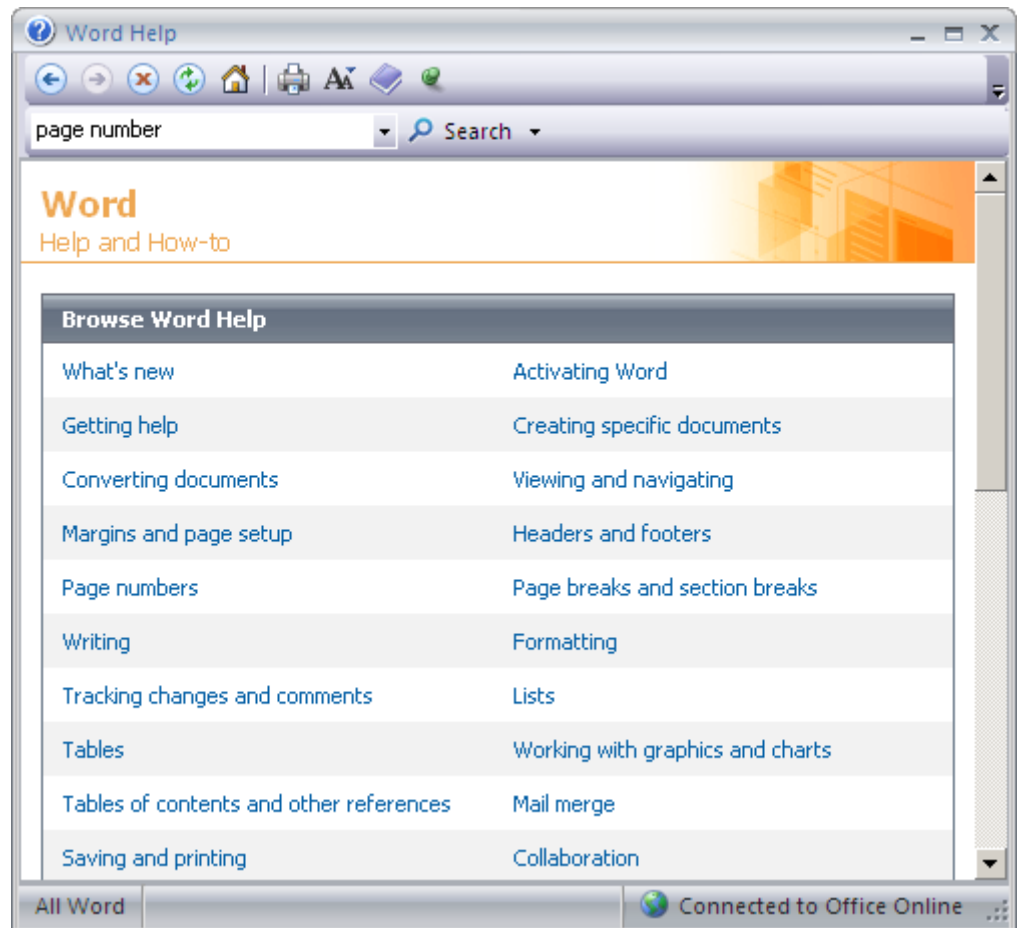 Word Help
page number Search
Word
Help and How-to
Browse Word Help
What's new Activating Word
Getting help Creating specific documents
Converting documents Viewing and navigating
Margins and page setup Headers and footers
Page numbers Page breaks and section breaks
Writing Formatting
Tracking changes and comments Lists
Tables Working with graphics and charts
Tables of contents and other references Mail merge
Saving and printing Collaboration
All Word Connected to Office Online